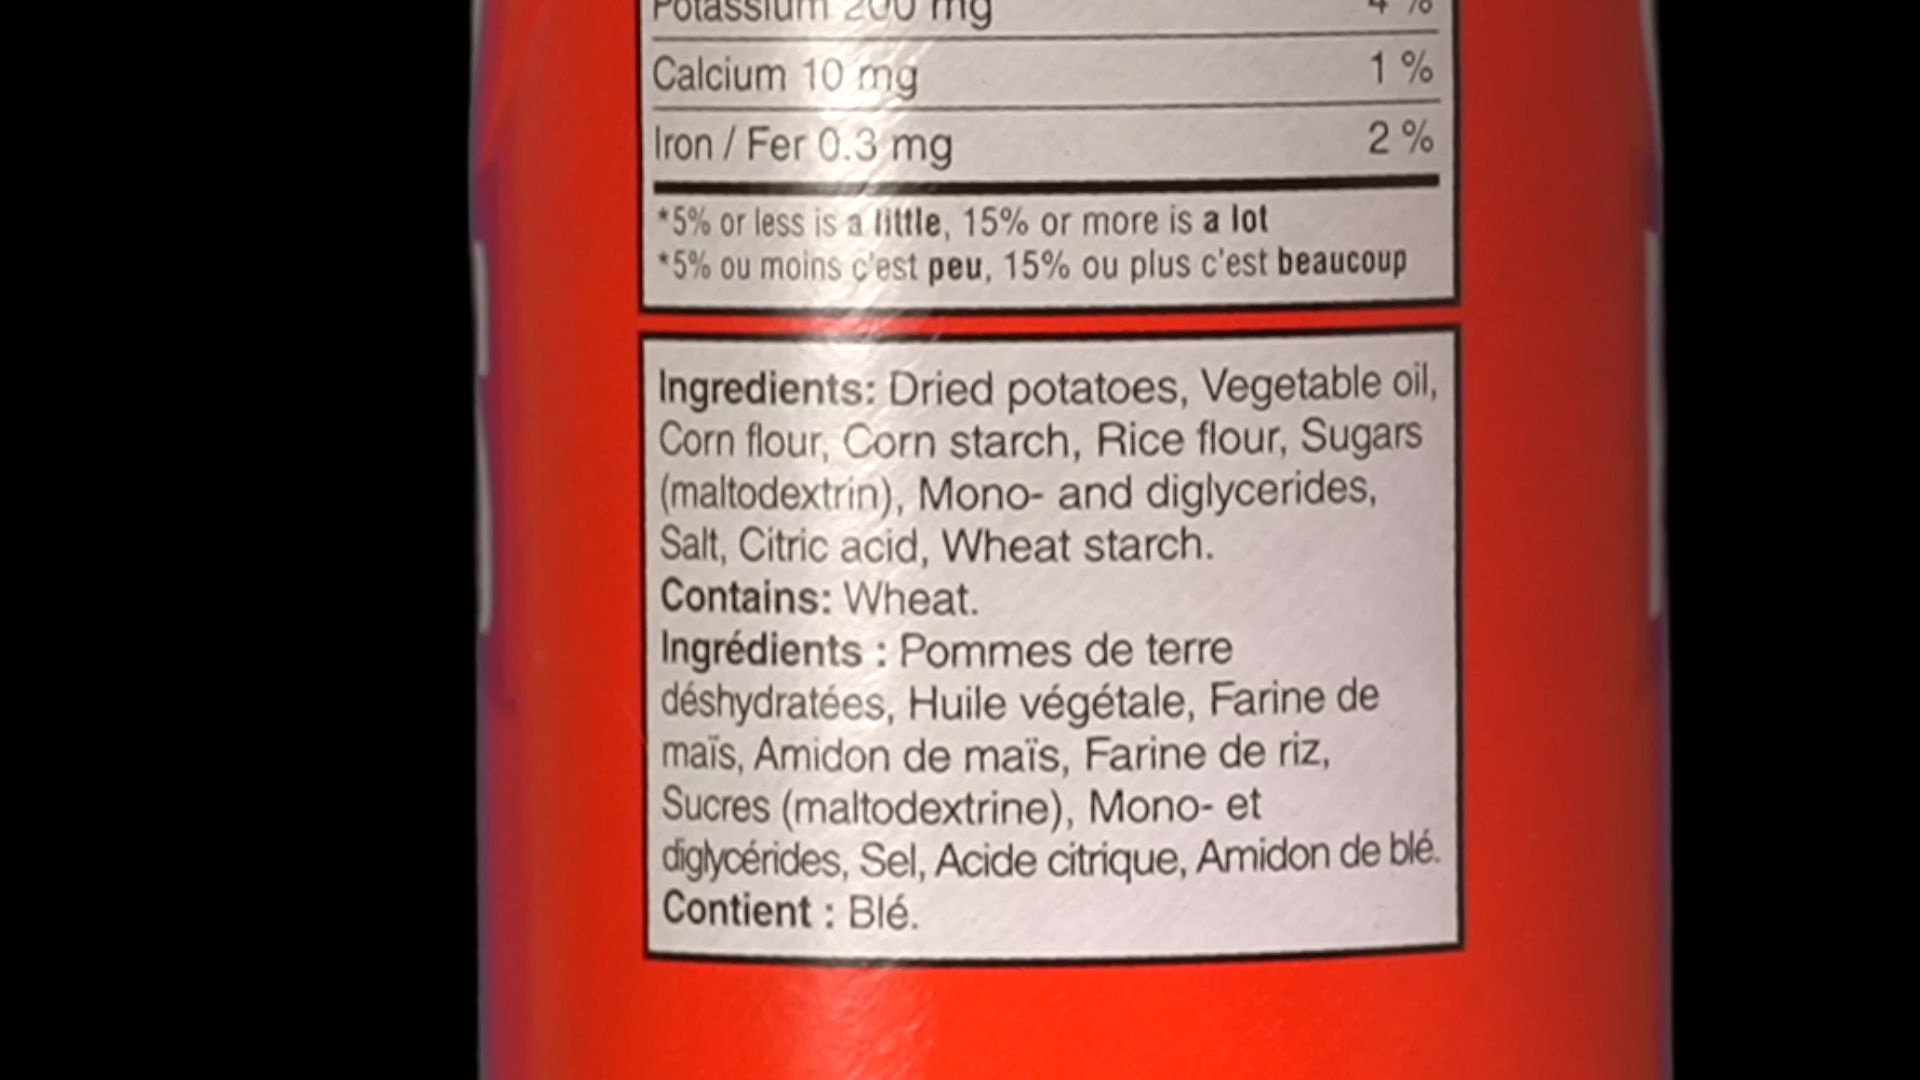 Potassium 200 mg 4 %
Calcium 10 mg 1 %
Iron / Fer 0.3 mg 2 %
*5% or less is a little, 15% or more is a lot
*5% ou moins c'est peu, 15% ou plus c'est beaucoup
Ingredients: Dried potatoes, Vegetable oil,
Corn flour, Corn starch, Rice flour, Sugars
(maltodextrin), Mono- and diglycerides,
Salt, Citric acid, Wheat starch.
Contains: Wheat.
Ingrédients : Pommes de terre
déshydratées, Huile végétale, Farine de
maïs, Amidon de maïs, Farine de riz,
Sucres (maltodextrine), Mono- et
diglycérides, Sel, Acide citrique, Amidon de blé.
Contient : Blé.